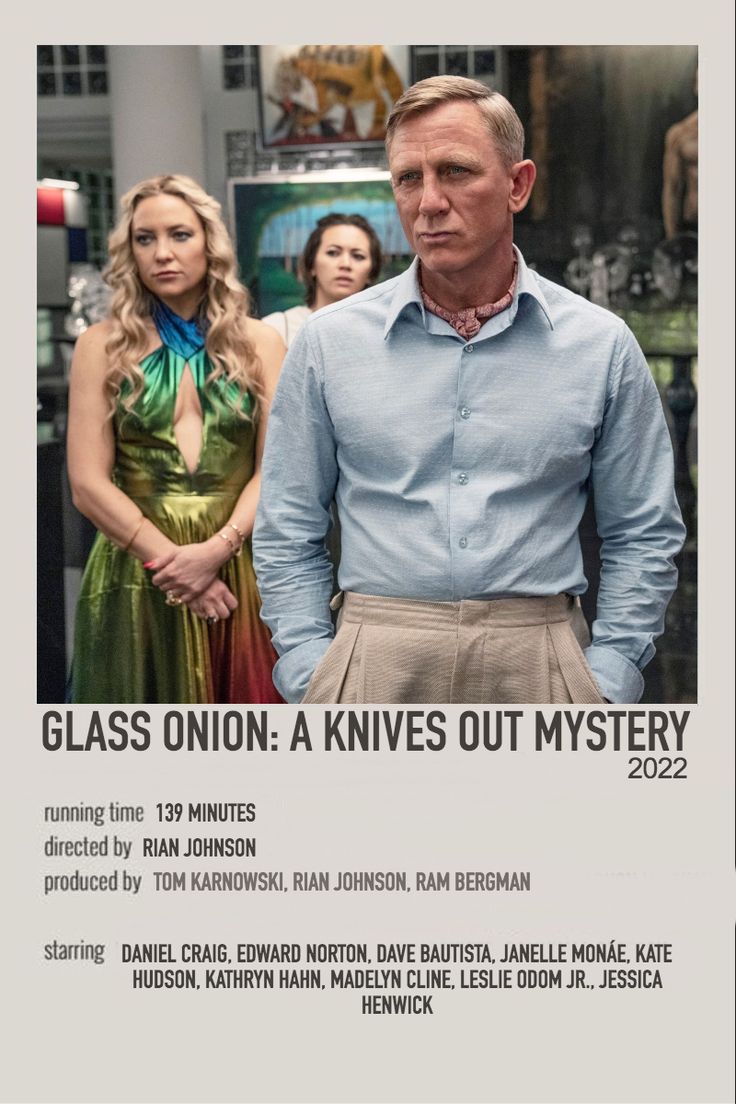 GLASS ONION: A KNIVES OUT MYSTERY
2022
running time 139 MINUTES
directed by RIAN JOHNSON
produced by TOM KARNOWSKI, RIAN JOHNSON, RAM BERGMAN
starring DANIEL CRAIG, EDWARD NORTON, DAVE BAUTISTA, JANELLE MONÁE, KATE
HUDSON, KATHRYN HAHN, MADELYN CLINE, LESLIE ODOM JR., JESSICA
HENWICK